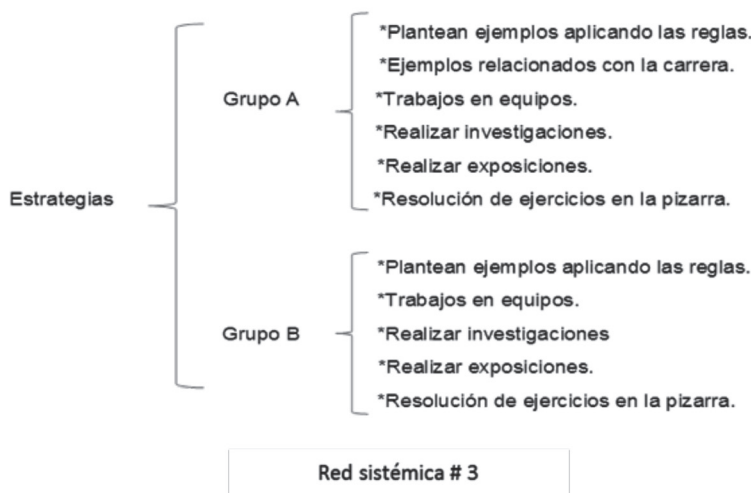 *Plantean ejemplos aplicando las reglas.
*Ejemplos relacionados con la carrera.
Grupo A
*Trabajos en equipos.
*Realizar investigaciones.
*Realizar exposiciones.
Estrategias
*Resolución de ejercicios en la pizarra.
*Plantean ejemplos aplicando las reglas.
*Trabajos en equipos.
Grupo B
*Realizar investigaciones
*Realizar exposiciones.
*Resolución de ejercicios en la pizarra.
Red sistémica # 3